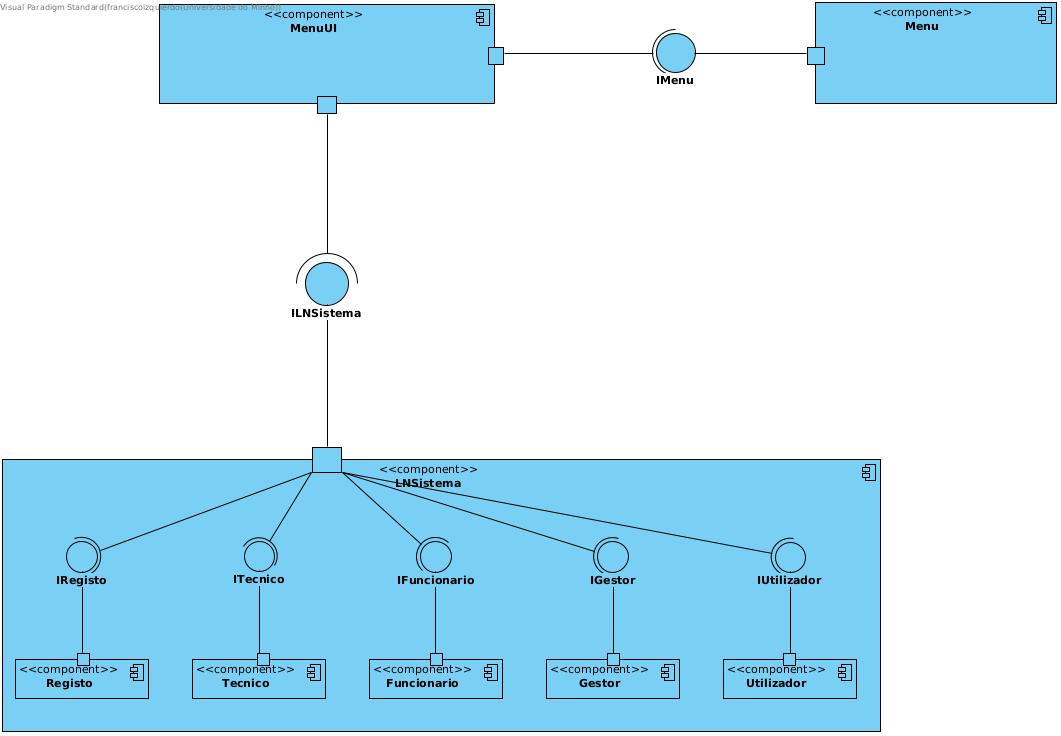 Visual Paradigm Standard(franciscoizquierdo(Universidade do Minho))
<<component>>
MenuUI
<<component>>
Menu
IMenu
ILNSistema
<<component>>
LNSistema
IRegisto
ITecnico
IFuncionario
IGestor
IUtilizador
<<component>>
Registo
<<component>>
Tecnico
<<component>>
Funcionario
<<component>>
Gestor
<<component>>
Utilizador